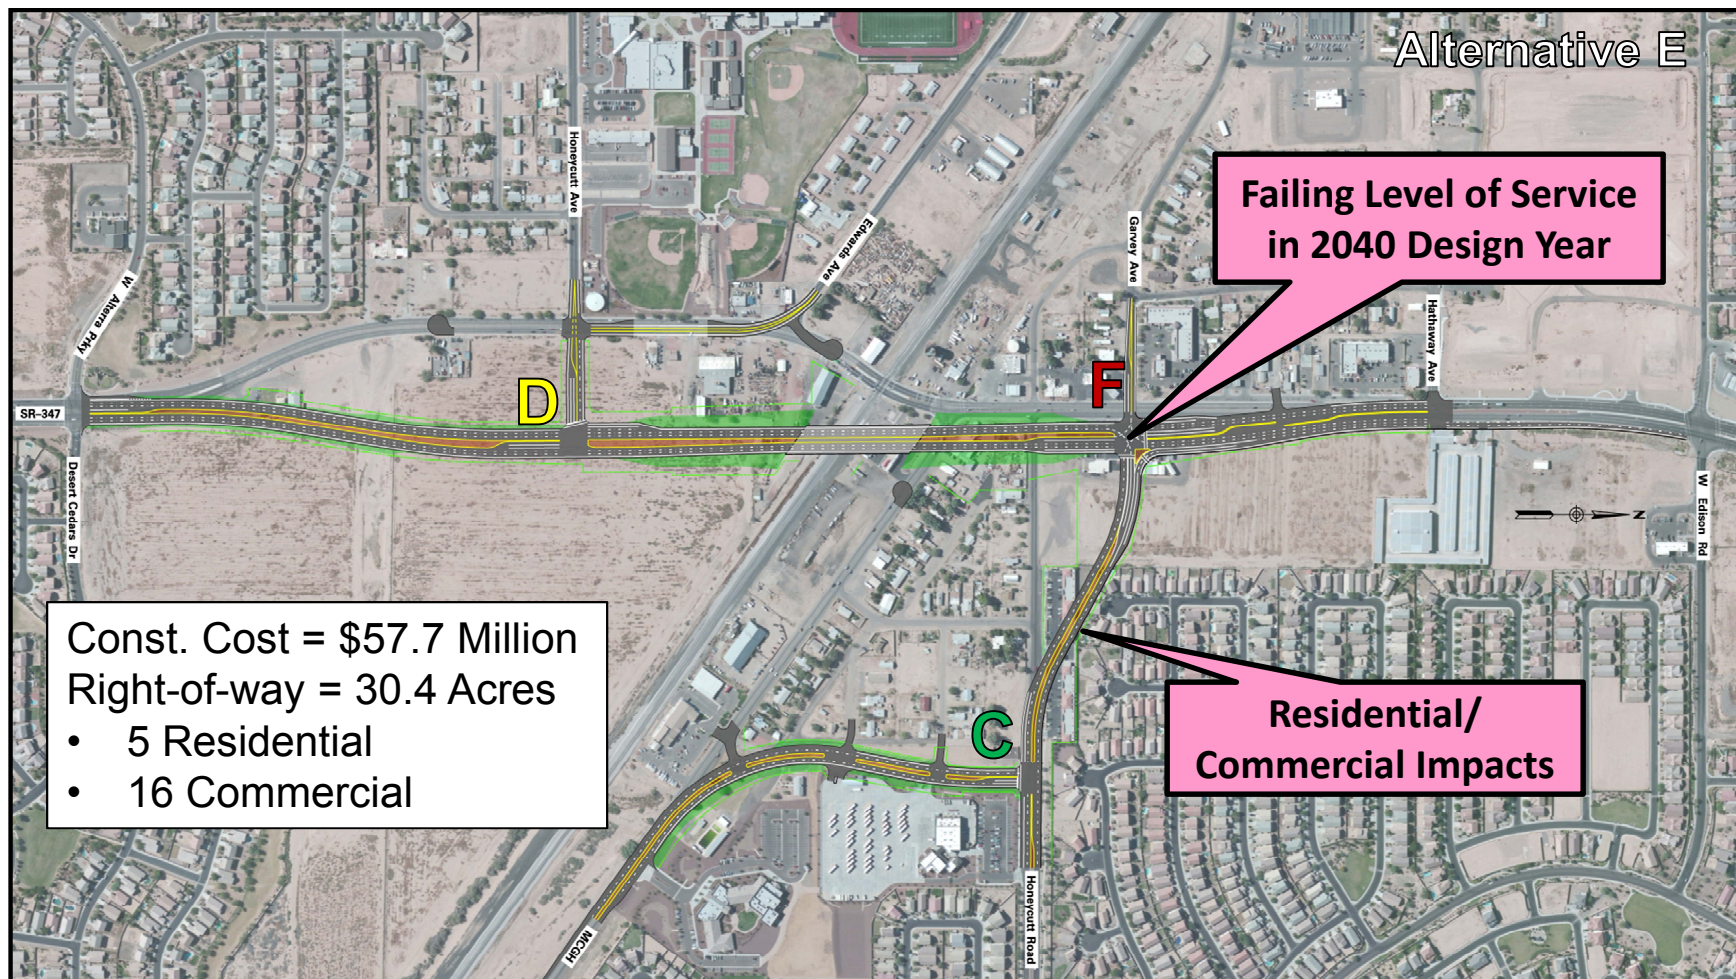 Alternative E
Failing Level of Service
in 2040 Design Year
Honeycutt Ave
Edwards Ave
Garvey Ave
Hathaway Ave
W Alterra Prky
SR-347
D
F
Desert Cedars Dr
N
W Edison Rd
Const. Cost = $57.7 Million
Right-of-way = 30.4 Acres
• 5 Residential
• 16 Commercial
Residential/
Commercial Impacts
C
MCGH
Honeycutt Road